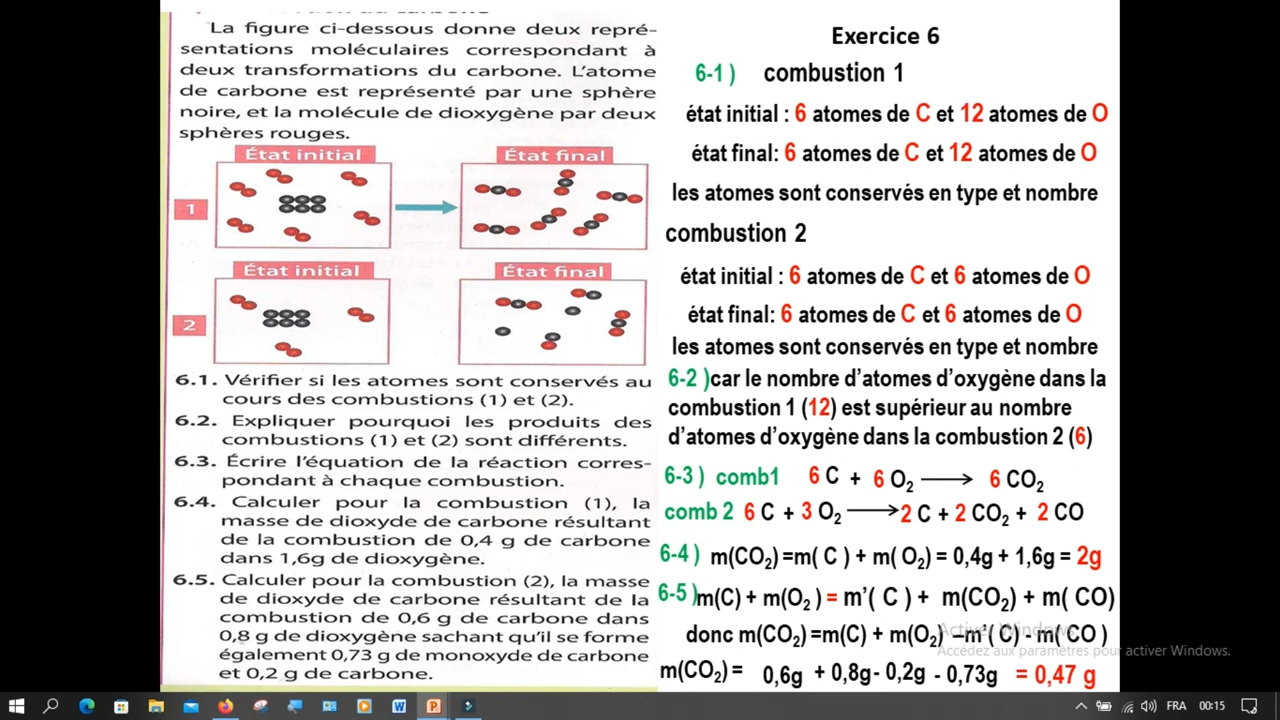 La figure ci-dessous donne deux repré-
sentations moléculaires correspondant à
deux transformations du carbone. L'atome
de carbone est représenté par une sphère
noire, et la molécule de dioxygène par deux
sphères rouges.
État initial
État final
1
État initial
État final
2
6.1. Vérifier si les atomes sont conservés au
cours des combustions (1) et (2).
6.2. Expliquer pourquoi les produits des
combustions (1) et (2) sont différents.
6.3. Écrire l'équation de la réaction corres-
pondant à chaque combustion.
6.4. Calculer pour la combustion (1), la
masse de dioxyde de carbone résultant
de la combustion de 0,4 g de carbone
dans 1,6g de dioxygène.
6.5. Calculer pour la combustion (2), la masse
de dioxyde de carbone résultant de la
combustion de 0,6 g de carbone dans
0,8 g de dioxygène sachant qu'il se forme
également 0,73 g de monoxyde de carbone
et 0,2 g de carbone.
Exercice 6
6-1 ) combustion 1
état initial : 6 atomes de C et 12 atomes de O
état final: 6 atomes de C et 12 atomes de O
les atomes sont conservés en type et nombre
combustion 2
état initial : 6 atomes de C et 6 atomes de O
état final: 6 atomes de C et 6 atomes de O
les atomes sont conservés en type et nombre
6-2 )car le nombre d'atomes d'oxygène dans la
combustion 1 (12) est supérieur au nombre
d'atomes d'oxygène dans la combustion 2 (6)
6-3 ) comb1 6 C + 6 O₂ ⟶ 6 CO₂
comb 2 6 C + 3 O₂ ⟶ 2 C + 2 CO₂ + 2 CO
6-4 ) m(CO₂) =m( C ) + m( O₂) = 0,4g + 1,6g = 2g
6-5 ) m(C) + m(O₂ ) = m'( C ) + m(CO₂) + m( CO)
donc m(CO₂) =m(C) + m(O₂) –m'( C) - m( CO )
m(CO₂) = 0,6g + 0,8g- 0,2g - 0,73g = 0,47 g
Activer Windows
Accédez aux paramètres pour activer Windows.
FRA
00:15